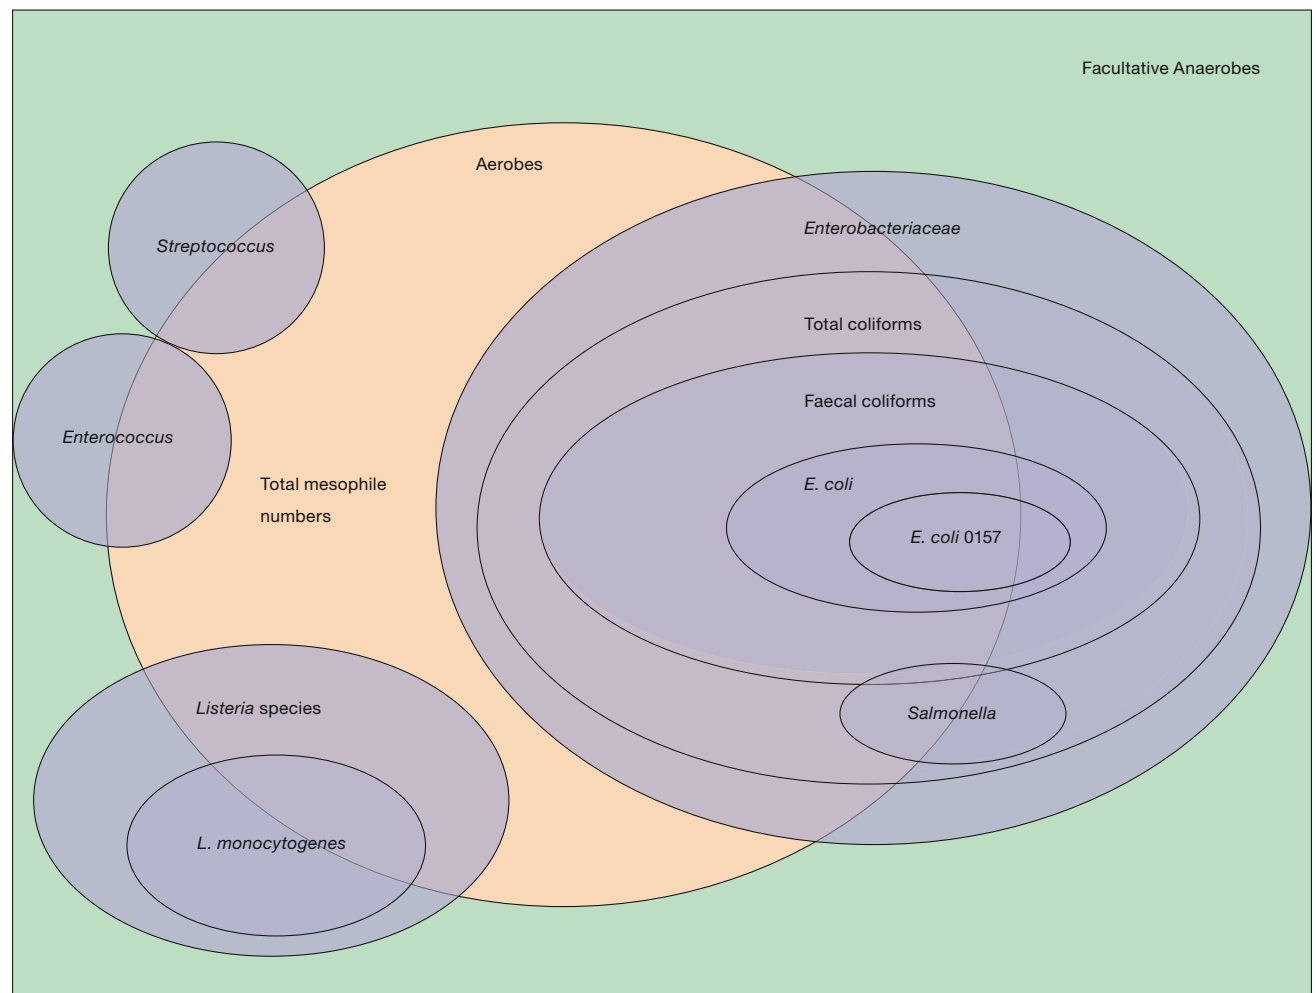 Facultative Anaerobes
Aerobes
Enterobacteriaceae
Streptococcus
Total coliforms
Faecal coliforms
Enterococcus
Total mesophile
numbers
E. coli
E. coli 0157
Listeria species
Salmonella
L. monocytogenes